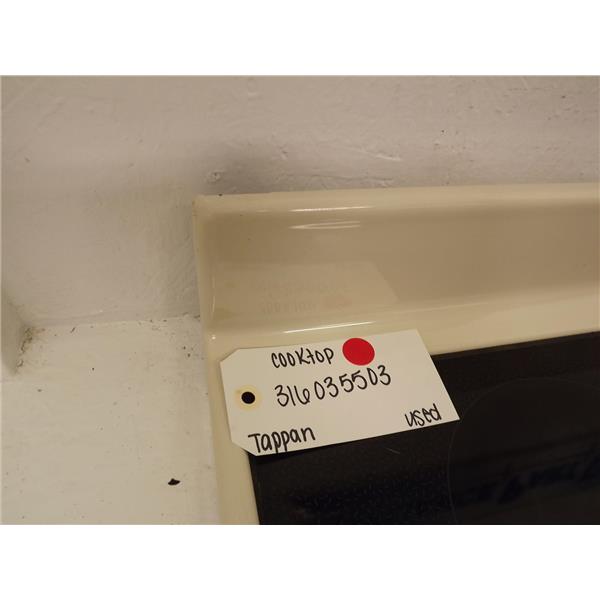 cooktop
316035503
Tappan
used